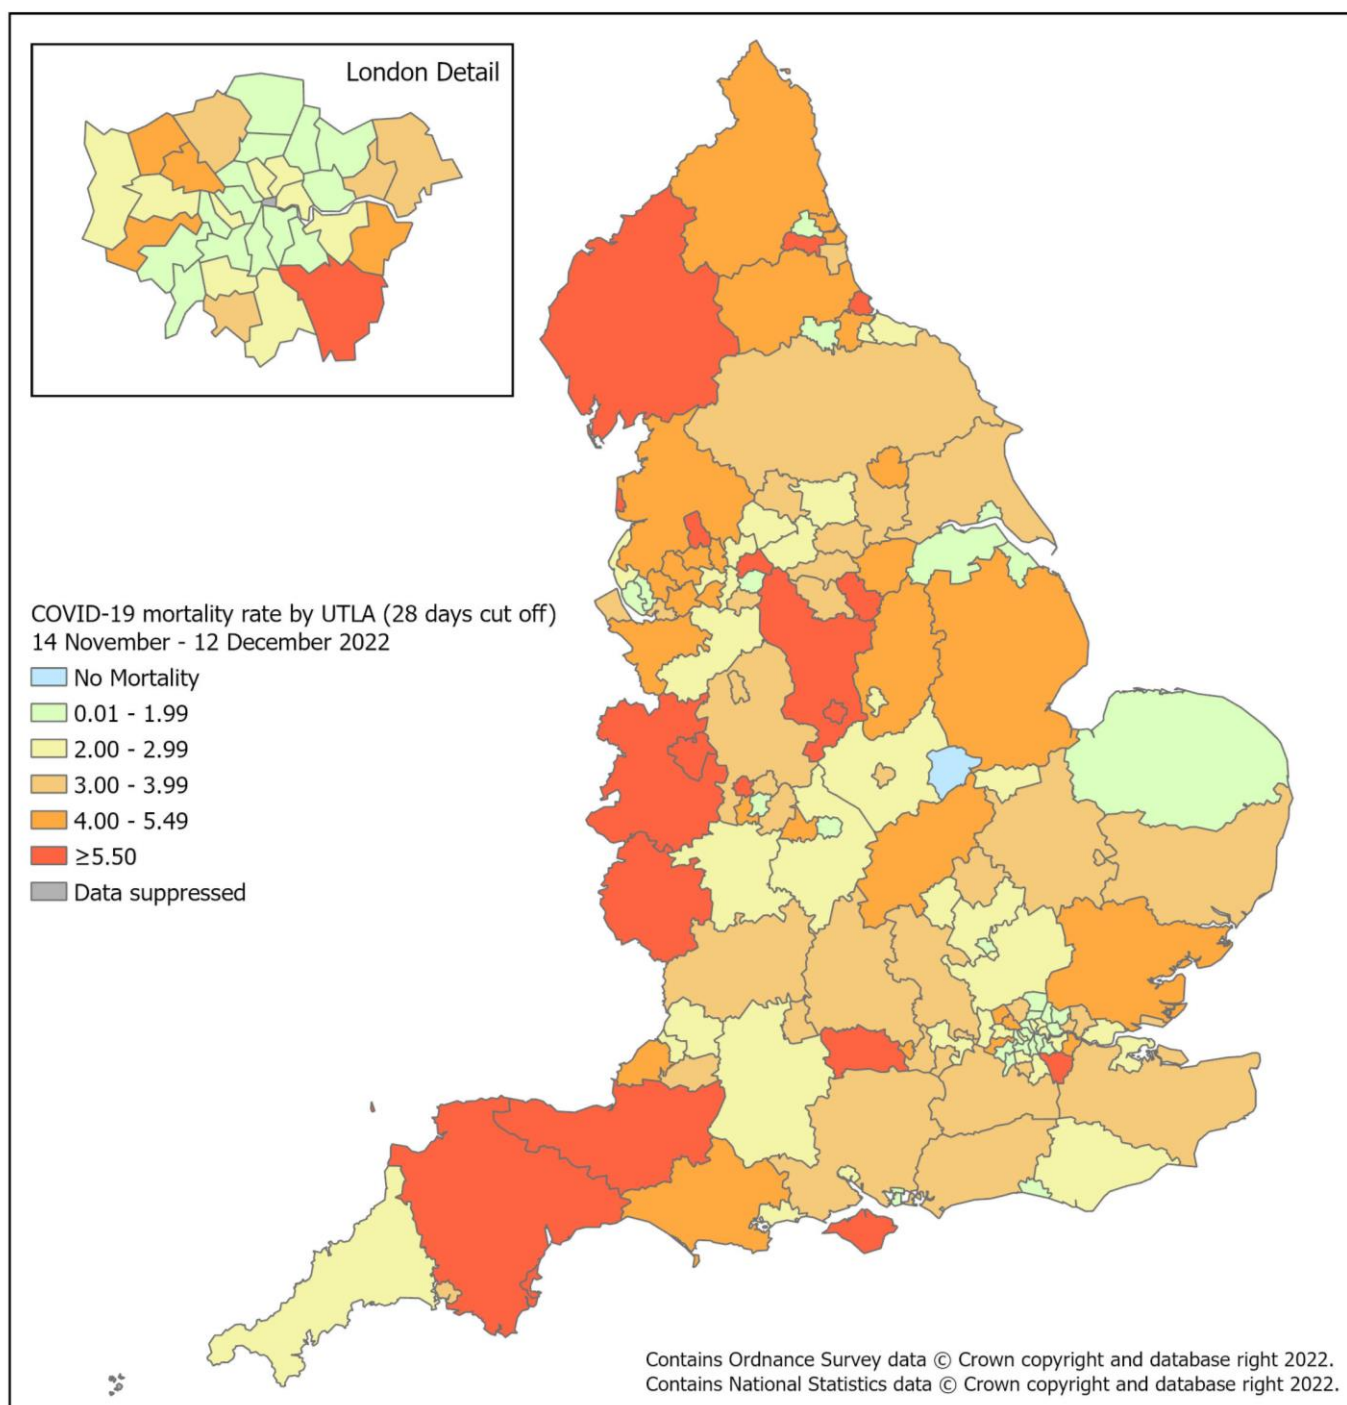 London Detail
COVID-19 mortality rate by UTLA (28 days cut off)
14 November - 12 December 2022
No Mortality
0.01 - 1.99
2.00 - 2.99
3.00 - 3.99
4.00 - 5.49
≥5.50
Data suppressed
Contains Ordnance Survey data © Crown copyright and database right 2022.
Contains National Statistics data © Crown copyright and database right 2022.